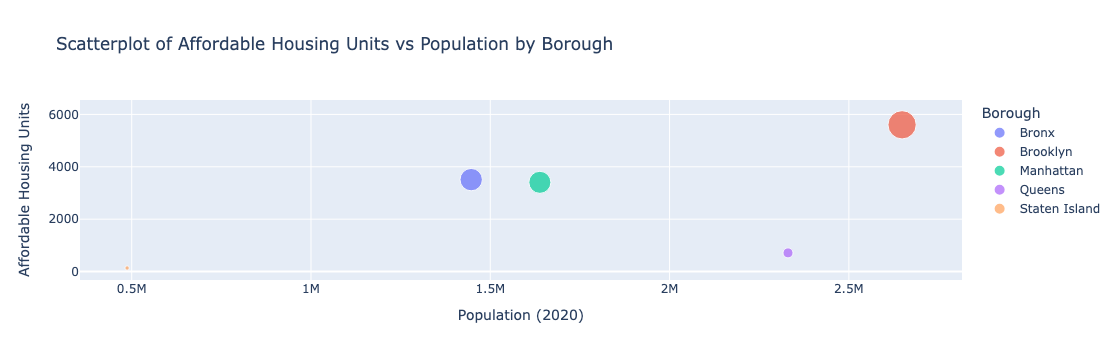 Scatterplot of Affordable Housing Units vs Population by Borough
Affordable Housing Units
6000
4000
2000
0
0.5M
1M
1.5M
2M
2.5M
Population (2020)
Borough
Bronx
Brooklyn
Manhattan
Queens
Staten Island